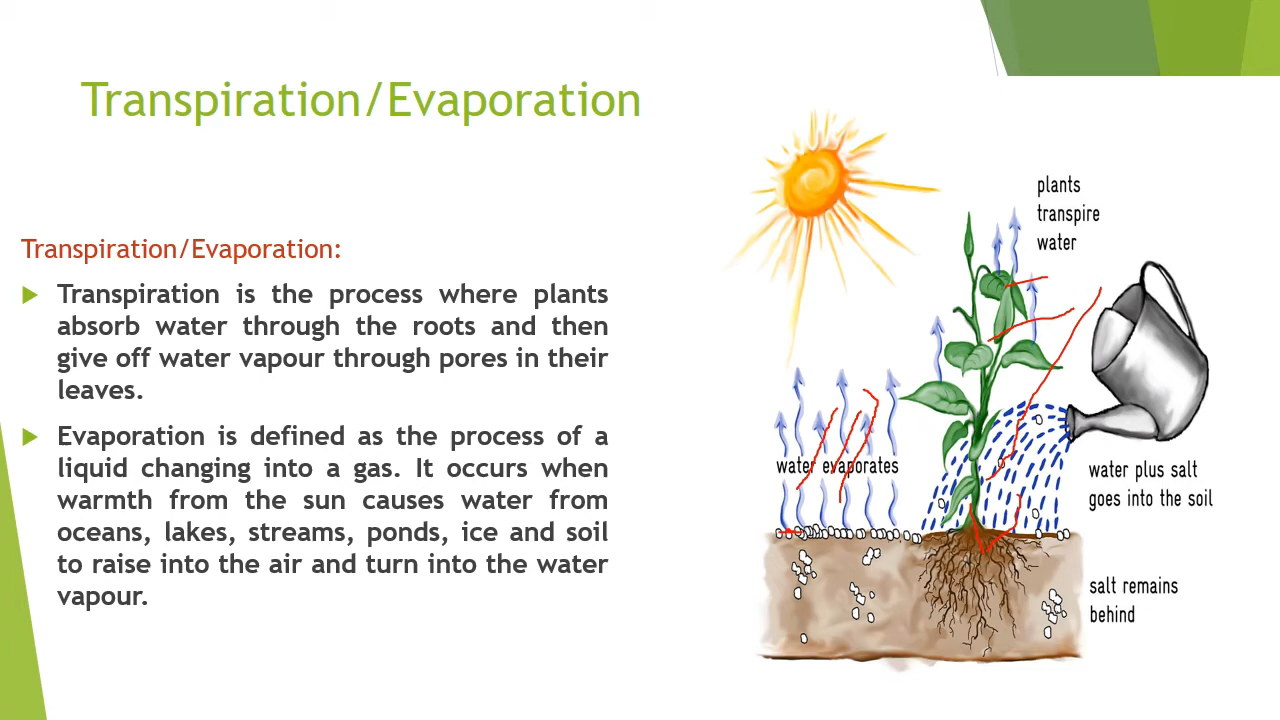 Transpiration/Evaporation
Transpiration/Evaporation:
Transpiration is the process where plants
absorb water through the roots and then
give off water vapour through pores in their
leaves.
Evaporation is defined as the process of a
liquid changing into a gas. It occurs when
warmth from the sun causes water from
oceans, lakes, streams, ponds, ice and soil
to raise into the air and turn into the water
vapour.
plants
transpire
water
water evaporates
water plus salt
goes into the soil
salt remains
behind